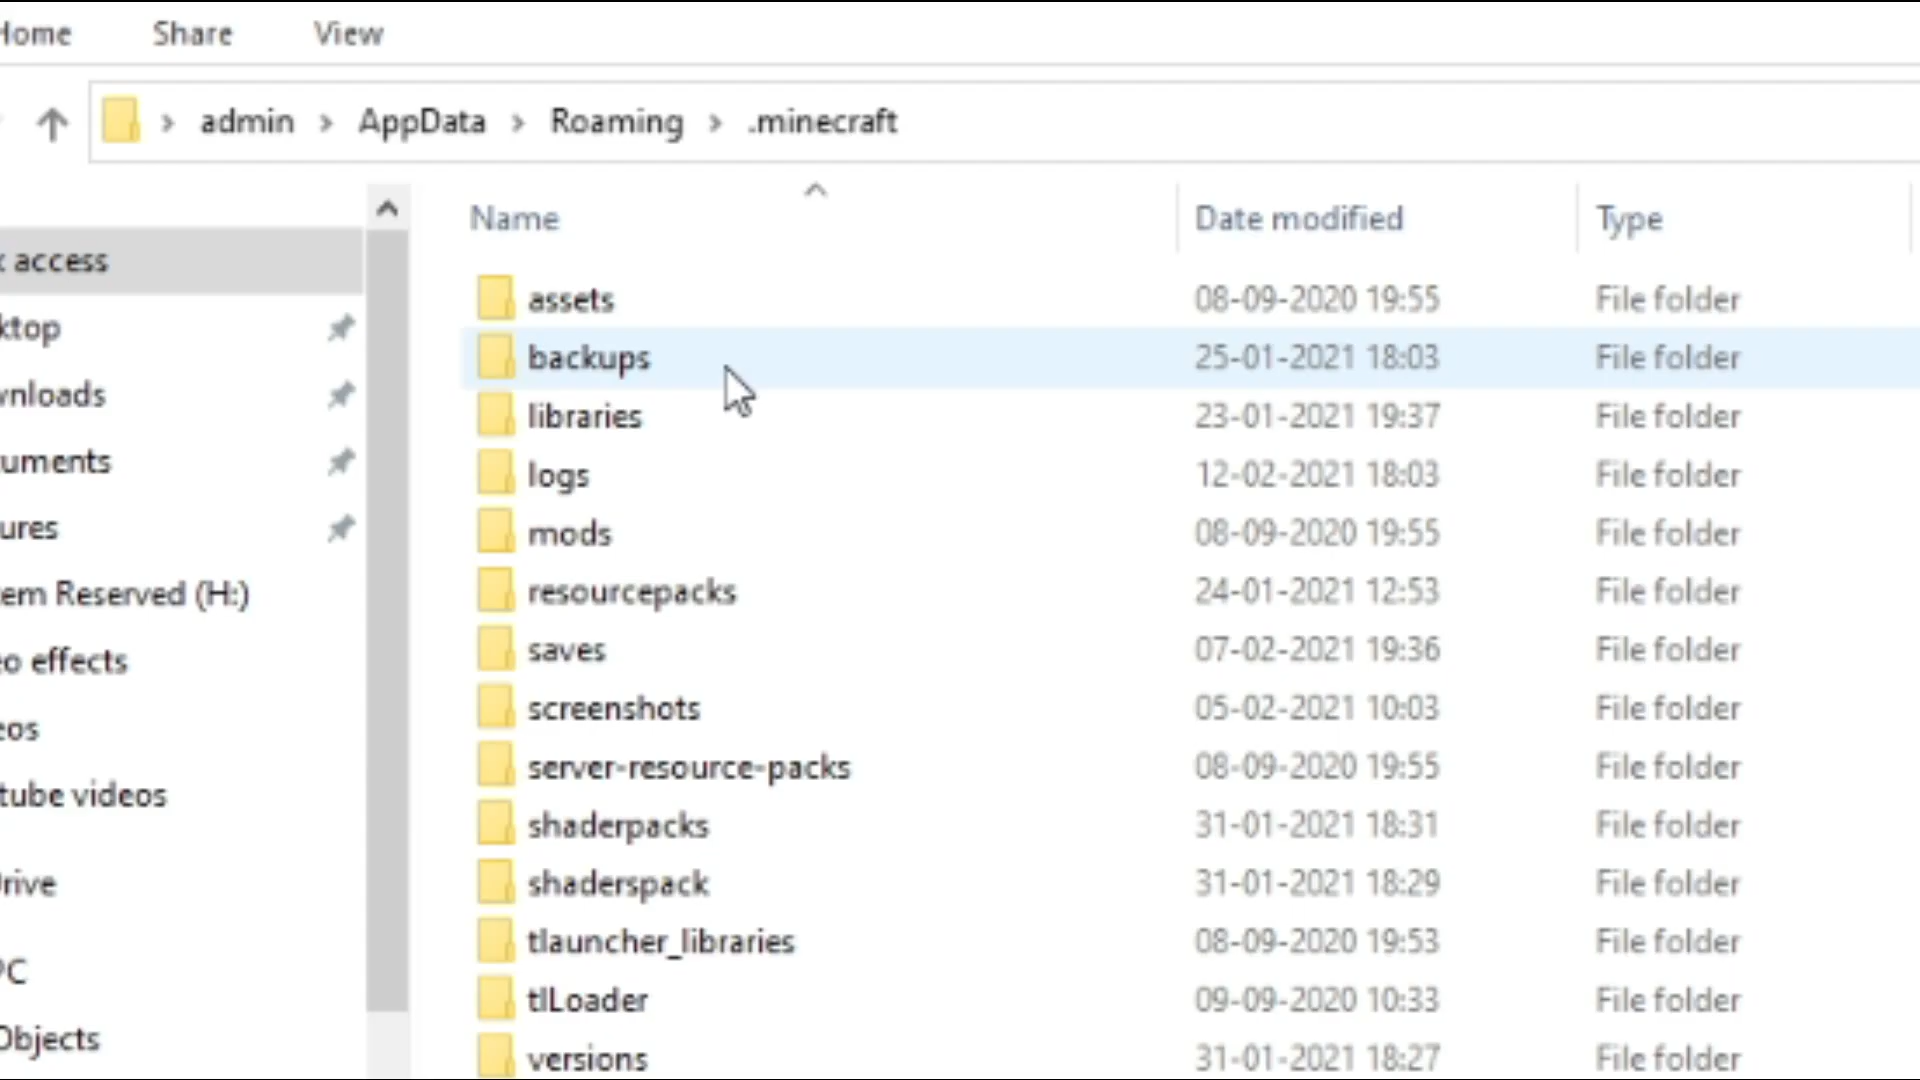 Home Share View
admin > AppData > Roaming > .minecraft
Name Date modified Type
access
assets 08-09-2020 19:55 File folder
ktop
backups 25-01-2021 18:03 File folder
wnloads
libraries 23-01-2021 19:37 File folder
uments
logs 12-02-2021 18:03 File folder
ures
mods 08-09-2020 19:55 File folder
tem Reserved (H:)
resourcepacks 24-01-2021 12:53 File folder
eo effects
saves 07-02-2021 19:36 File folder
eos
screenshots 05-02-2021 10:03 File folder
server-resource-packs 08-09-2020 19:55 File folder
tube videos
shaderpacks 31-01-2021 18:31 File folder
Drive
shaderspack 31-01-2021 18:29 File folder
tlauncher_libraries 08-09-2020 19:53 File folder
PC
tlLoader 09-09-2020 10:33 File folder
Objects
versions 31-01-2021 18:27 File folder